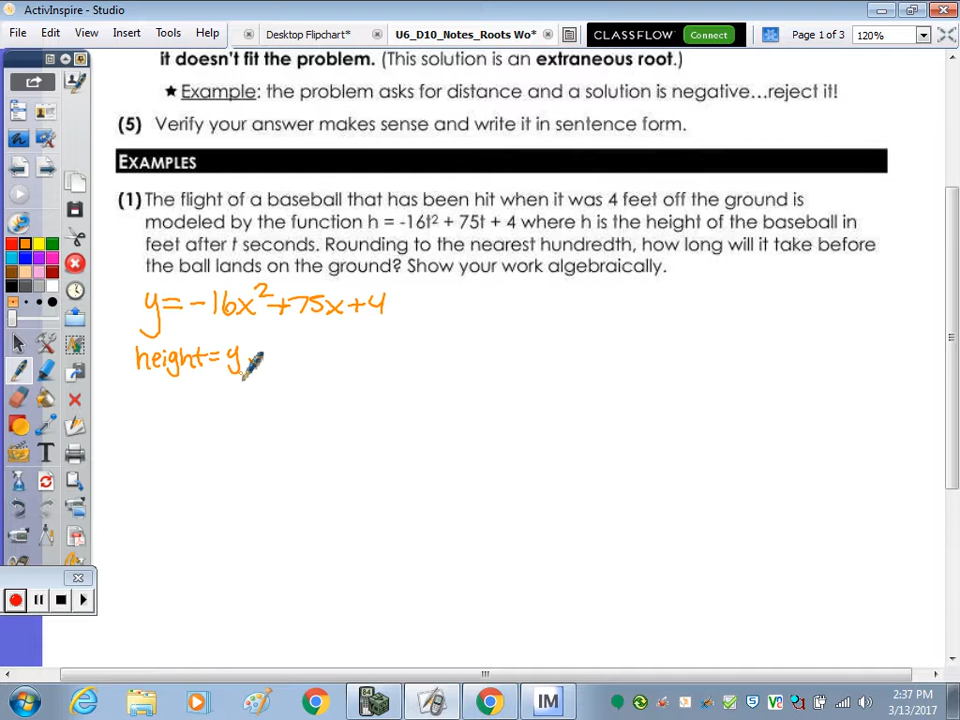 ActivInspire - Studio
File Edit View Insert Tools Help
Desktop Flipchart*
U6_D10_Notes_Roots Wo*
CLASSFLOW Connect
Page 1 of 3
120%
it doesn't fit the problem. (This solution is an extraneous root.)
★ Example: the problem asks for distance and a solution is negative...reject it!
(5) Verify your answer makes sense and write it in sentence form.
EXAMPLES
(1) The flight of a baseball that has been hit when it was 4 feet off the ground is
modeled by the function h = -16t² + 75t + 4 where h is the height of the baseball in
feet after t seconds. Rounding to the nearest hundredth, how long will it take before
the ball lands on the ground? Show your work algebraically.
y = -16x² + 75x + 4
height = y
IM
2:37 PM
3/13/2017